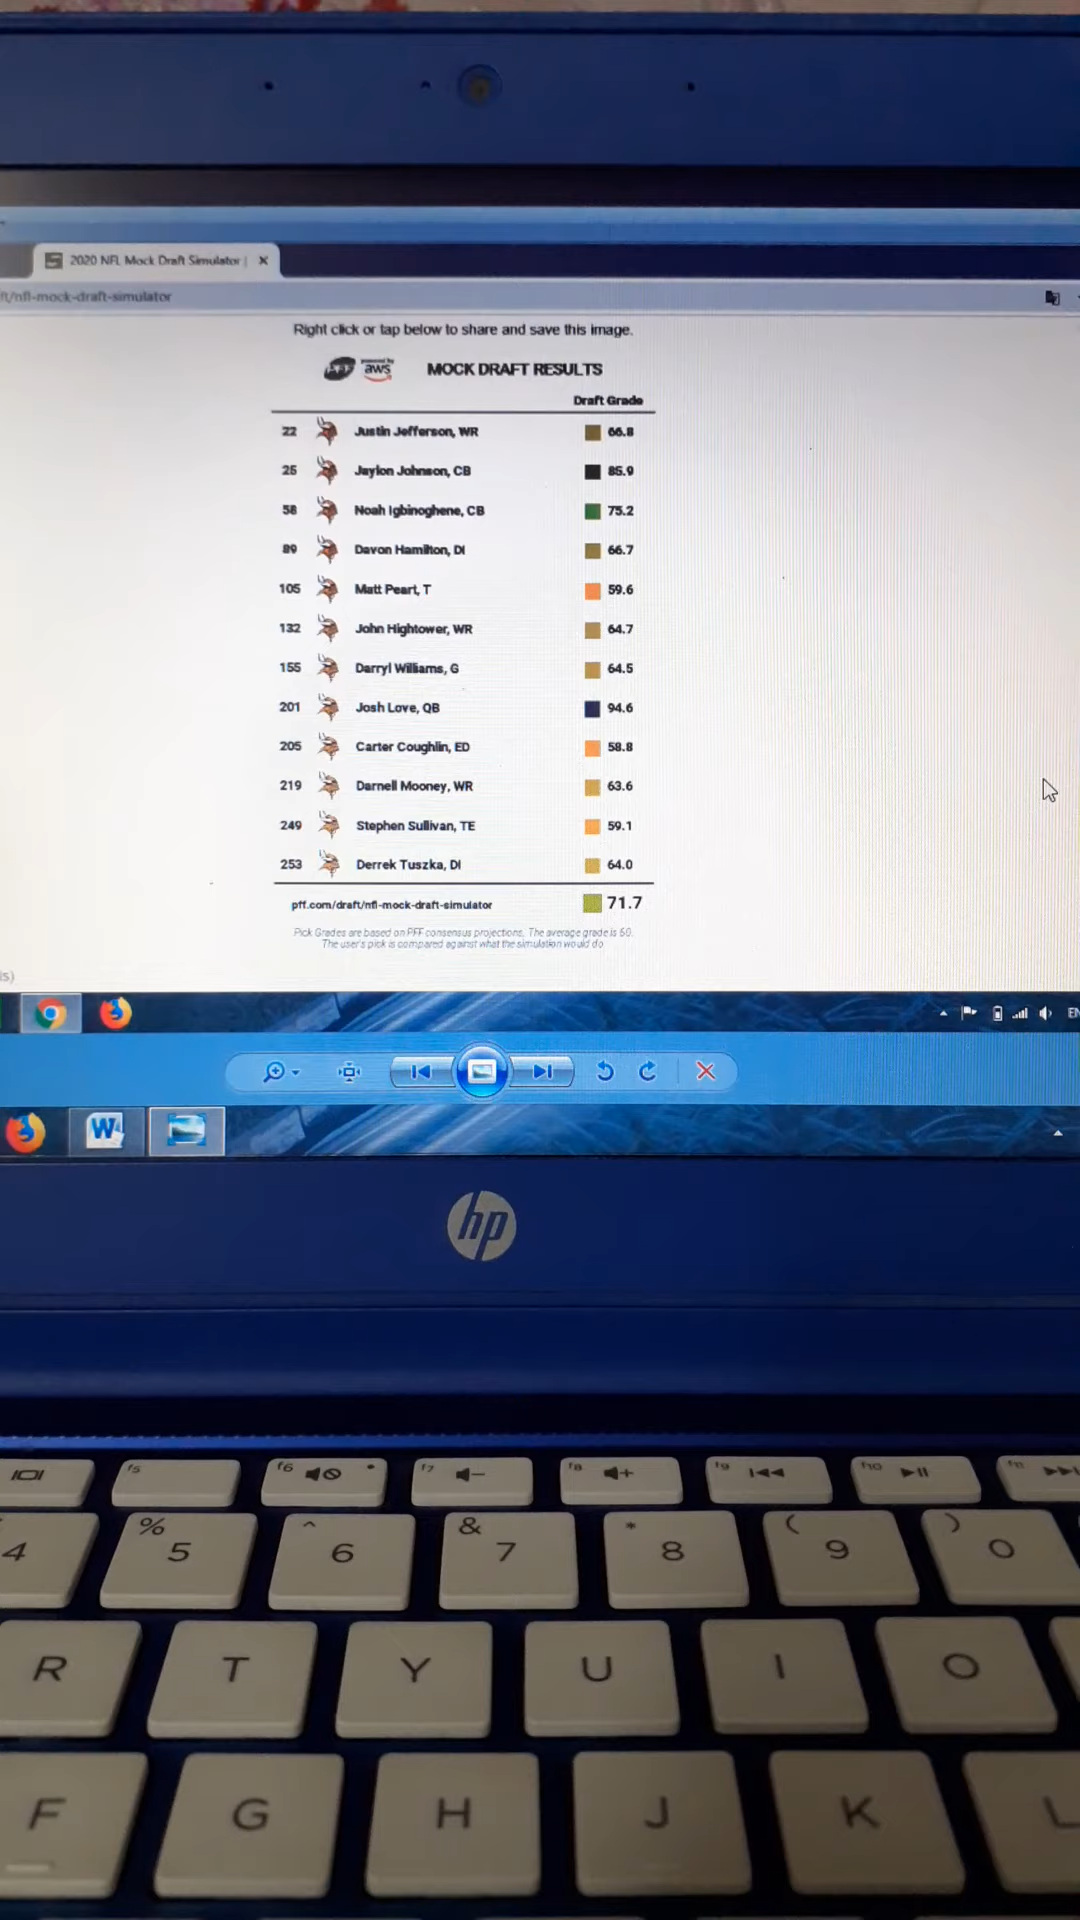 2020 NFL Mock Draft Simulator |
ft/nfl-mock-draft-simulator
Right click or tap below to share and save this image.
PFF powered by aws MOCK DRAFT RESULTS
Draft Grade
22 Justin Jefferson, WR 66.8
25 Jaylon Johnson, CB 85.9
58 Noah Igbinoghene, CB 75.2
89 Davon Hamilton, DI 66.7
105 Matt Peart, T 59.6
132 John Hightower, WR 64.7
155 Darryl Williams, G 64.5
201 Josh Love, QB 94.6
205 Carter Coughlin, ED 58.8
219 Darnell Mooney, WR 63.6
249 Stephen Sullivan, TE 59.1
253 Derrek Tuszka, DI 64.0
pff.com/draft/nfl-mock-draft-simulator 71.7
Pick Grades are based on PFF consensus projections. The average grade is 60.
The user's pick is compared against what the simulation would do
is)
EN
W
hp
f5 f6 f7 f8 f9 f10 f11
4 % 5 ^ 6 & 7 * 8 ( 9 ) 0
R T Y U I O
F G H J K L